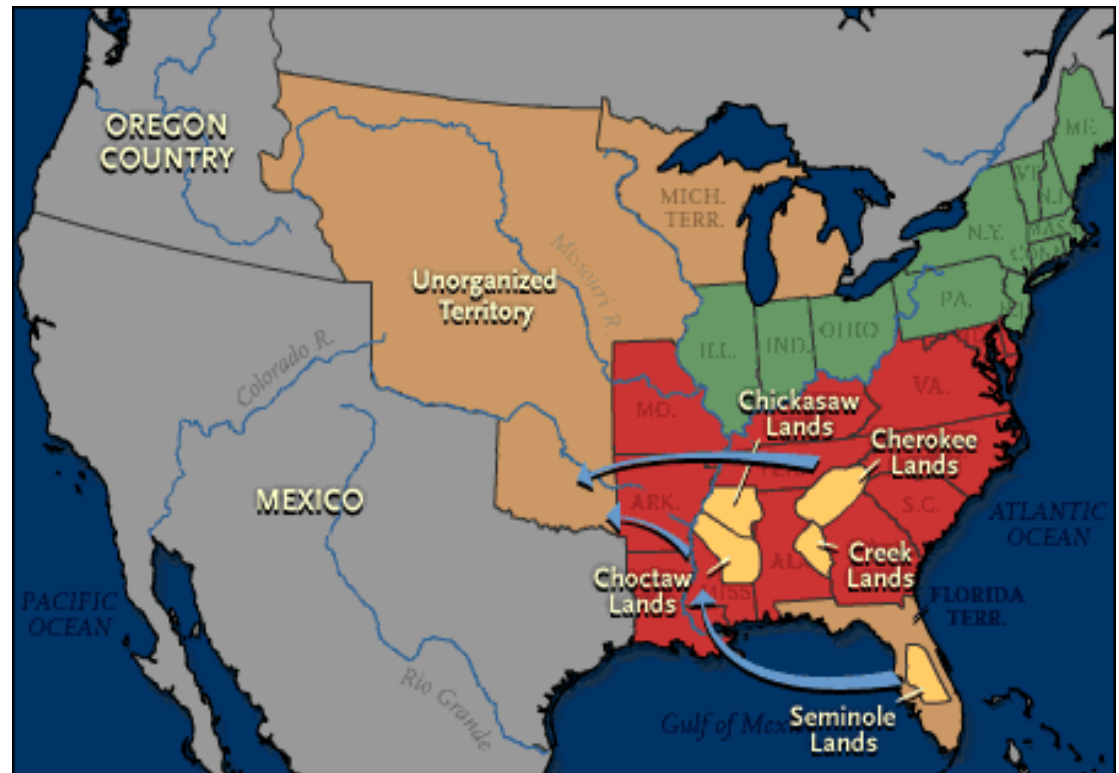 OREGON
COUNTRY
ME.
MICH.
TERR.
N.Y.
MASS
Unorganized
Territory
Missouri R.
PA.
OHIO
ILL.
IND.
Colorado R.
VA.
MO.
Chickasaw
Lands
Cherokee
Lands
MEXICO
ARK.
S.C.
ATLANTIC
OCEAN
Choctaw
Lands
Creek
Lands
MISS
FLORIDA
TERR.
PACIFIC
OCEAN
Rio Grande
Gulf of Mexico
Seminole
Lands